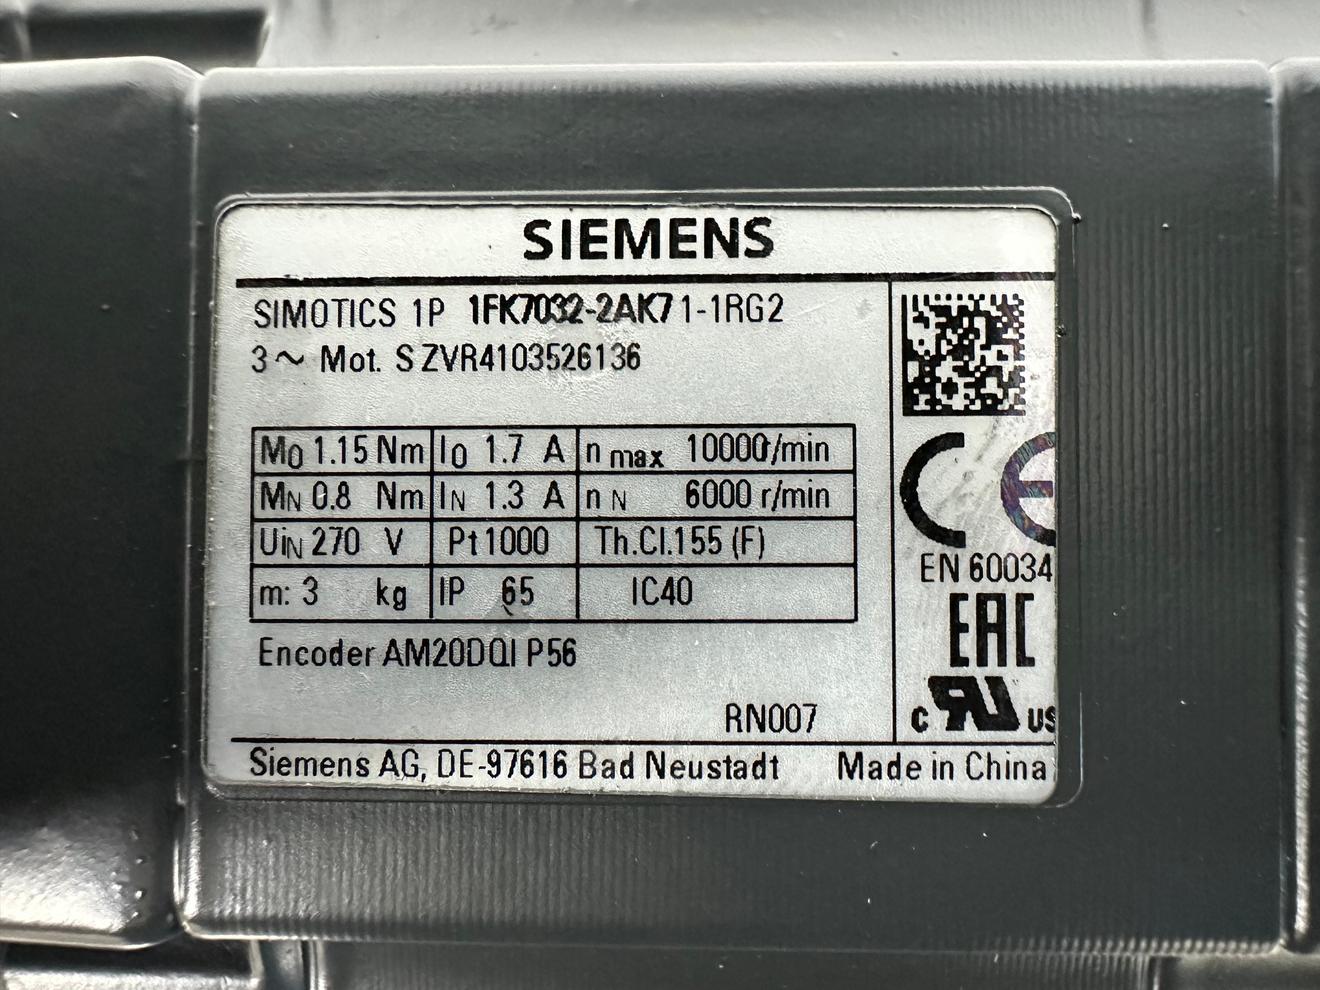 SIEMENS
SIMOTICS 1P 1FK7032-2AK71-1RG2
3~ Mot. S ZVR4103526136
M0 1.15 Nm I0 1.7 A n max 10000/min
MN 0.8 Nm IN 1.3 A n N 6000 r/min
UIN 270 V Pt1000 Th.Cl.155 (F)
m: 3 kg IP 65 IC40
Encoder AM20DQI P56
RN007
CE
EN 60034
EAC
c RU US
Siemens AG, DE-97616 Bad Neustadt Made in China